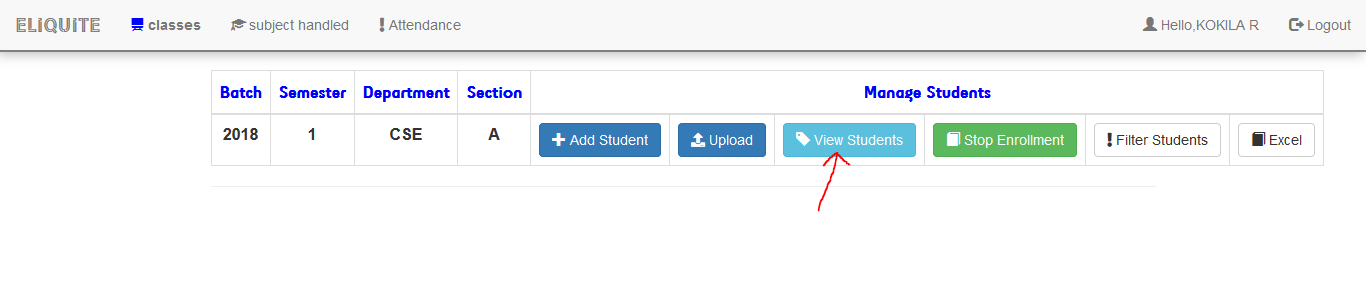 ELiQUiTE classes subject handled Attendance Hello,KOKILA R Logout
Batch Semester Department Section Manage Students
2018 1 CSE A Add Student Upload View Students Stop Enrollment Filter Students Excel